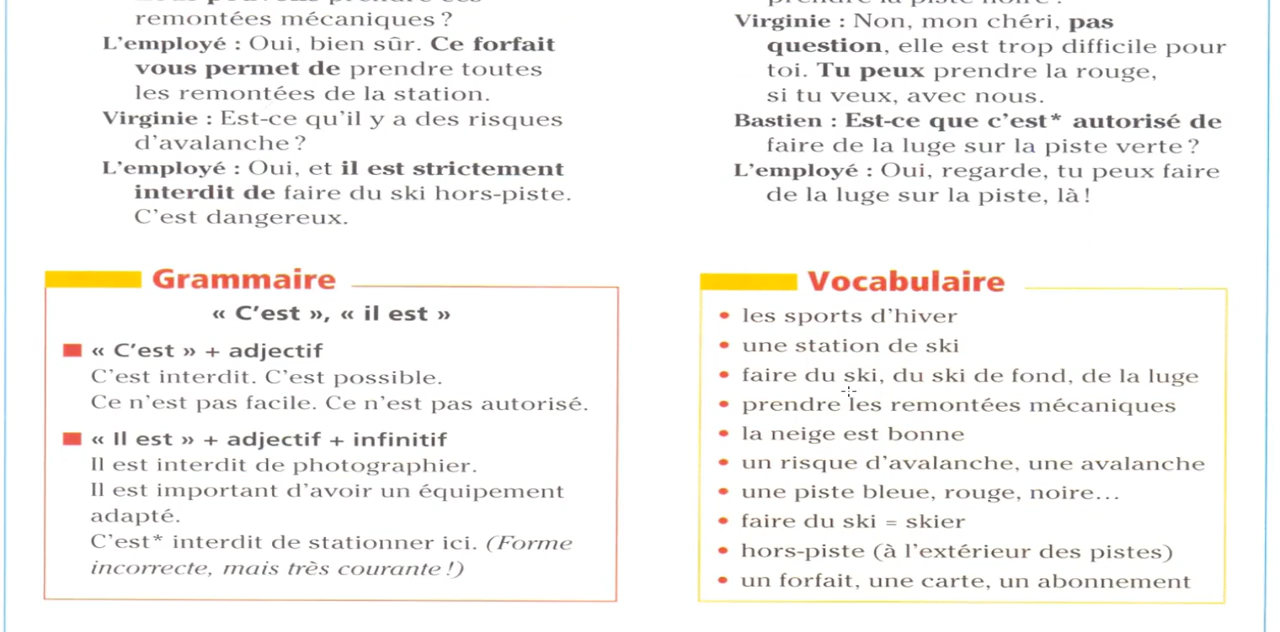 remontées mécaniques ?
L'employé : Oui, bien sûr. Ce forfait
vous permet de prendre toutes
les remontées de la station.
Virginie : Est-ce qu'il y a des risques
d'avalanche ?
L'employé : Oui, et il est strictement
interdit de faire du ski hors-piste.
C'est dangereux.
Virginie : Non, mon chéri, pas
question, elle est trop difficile pour
toi. Tu peux prendre la rouge,
si tu veux, avec nous.
Bastien : Est-ce que c'est* autorisé de
faire de la luge sur la piste verte ?
L'employé : Oui, regarde, tu peux faire
de la luge sur la piste, là !
Grammaire
« C'est », « il est »
« C'est » + adjectif
C'est interdit. C'est possible.
Ce n'est pas facile. Ce n'est pas autorisé.
« Il est » + adjectif + infinitif
Il est interdit de photographier.
Il est important d'avoir un équipement
adapté.
C'est* interdit de stationner ici. (Forme
incorrecte, mais très courante !)
Vocabulaire
• les sports d'hiver
• une station de ski
• faire du ski, du ski de fond, de la luge
• prendre les remontées mécaniques
• la neige est bonne
• un risque d'avalanche, une avalanche
• une piste bleue, rouge, noire...
• faire du ski = skier
• hors-piste (à l'extérieur des pistes)
• un forfait, une carte, un abonnement